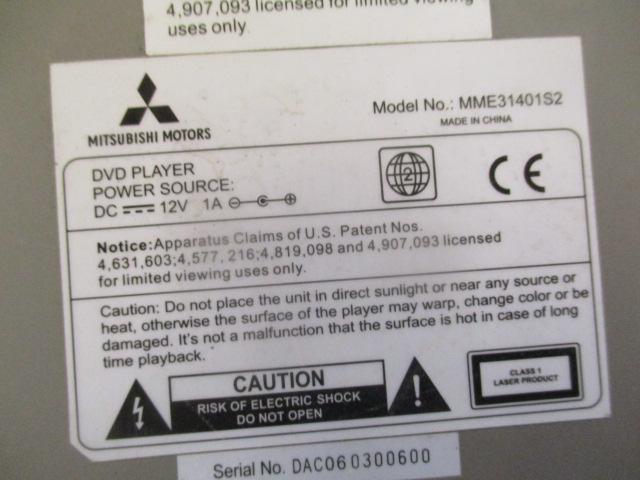 4,907,093 licensed for limited viewing
uses only
MITSUBISHI MOTORS
Model No.: MME31401S2
MADE IN CHINA
DVD PLAYER
POWER SOURCE:
DC 12V 1A
2
CE
Notice:Apparatus Claims of U.S. Patent Nos.
4,631,603;4,577, 216;4,819,098 and 4,907,093 licensed
for limited viewing uses only.
Caution: Do not place the unit in direct sunlight or near any source or
heat, otherwise the surface of the player may warp, change color or be
damaged. It's not a malfunction that the surface is hot in case of long
time playback.
CAUTION
RISK OF ELECTRIC SHOCK
DO NOT OPEN
CLASS 1
LASER PRODUCT
Serial No. DAC060300600